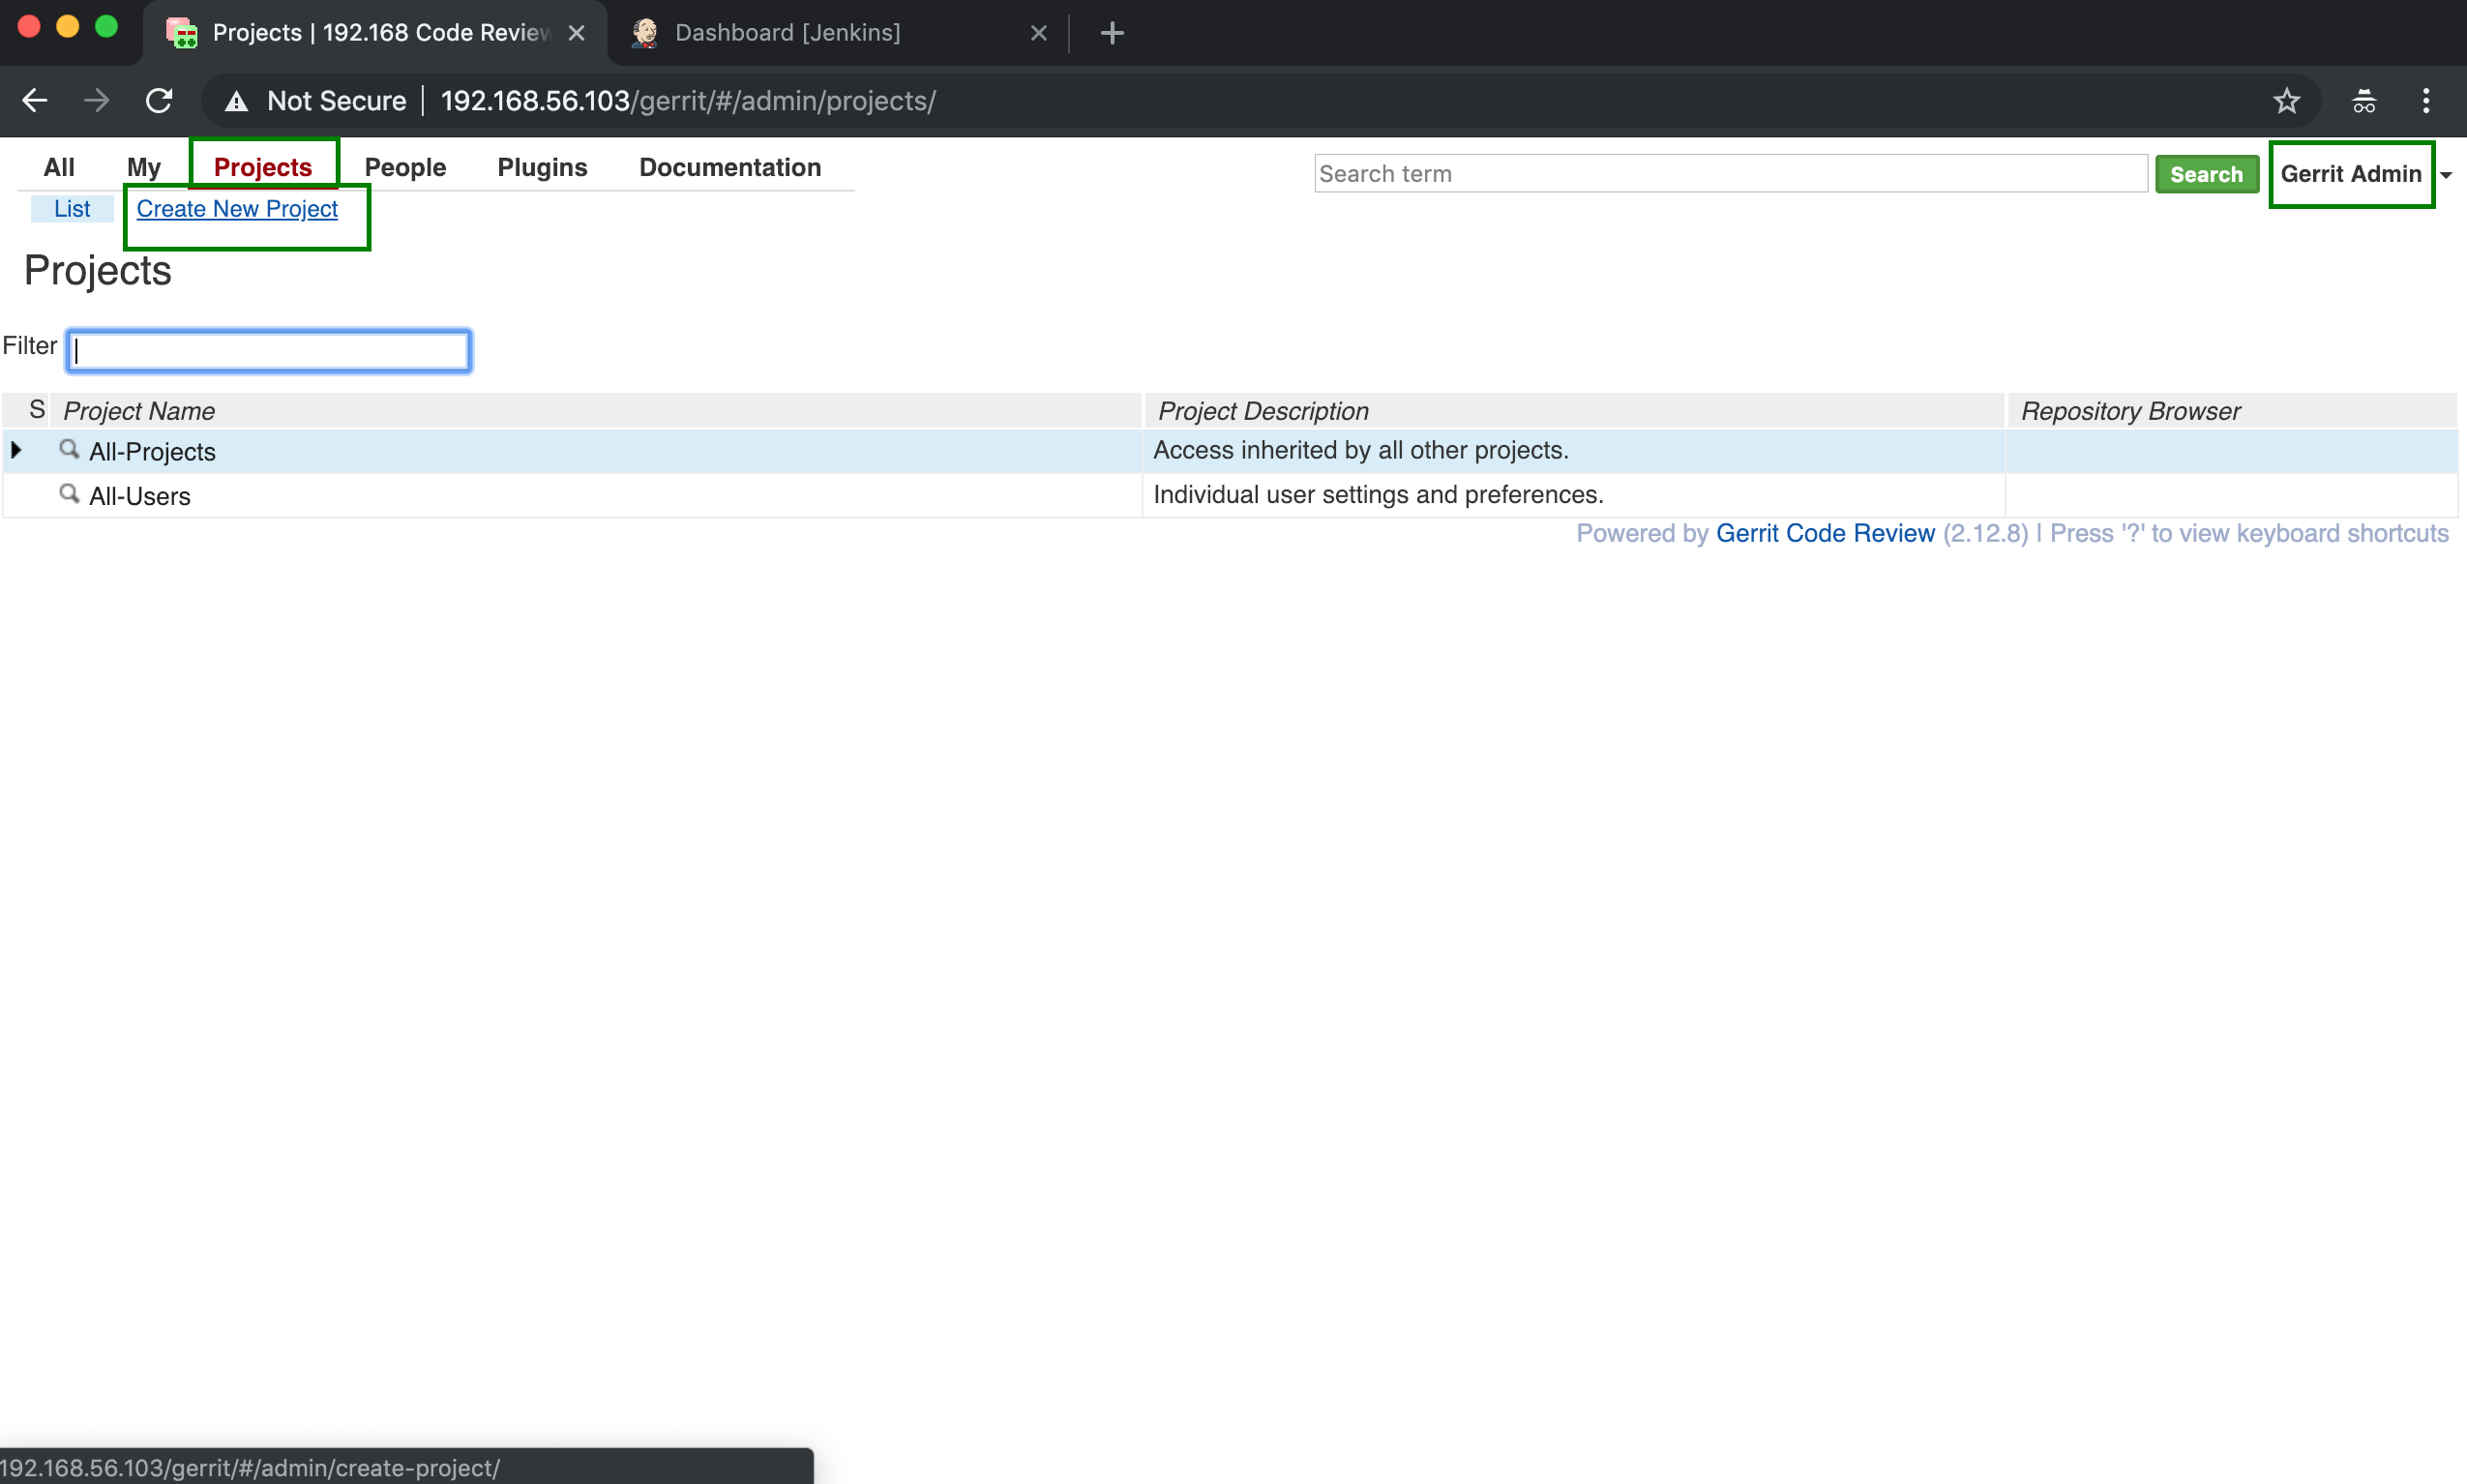 Projects | 192.168 Code Review
Dashboard [Jenkins]
Not Secure | 192.168.56.103/gerrit/#/admin/projects/
All My Projects People Plugins Documentation
Search term Search Gerrit Admin
List Create New Project
Projects
Filter
S Project Name Project Description Repository Browser
All-Projects Access inherited by all other projects.
All-Users Individual user settings and preferences.
Powered by Gerrit Code Review (2.12.8) | Press '?' to view keyboard shortcuts
192.168.56.103/gerrit/#/admin/create-project/